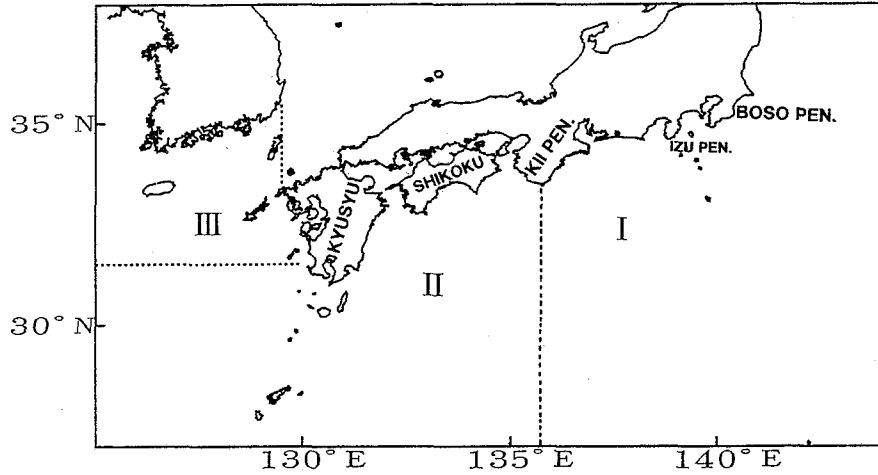 35° N
BOSO PEN.
IZU PEN.
KII PEN.
SHIKOKU
KYUSYU
III
I
II
30° N
130° E
135° E
140° E